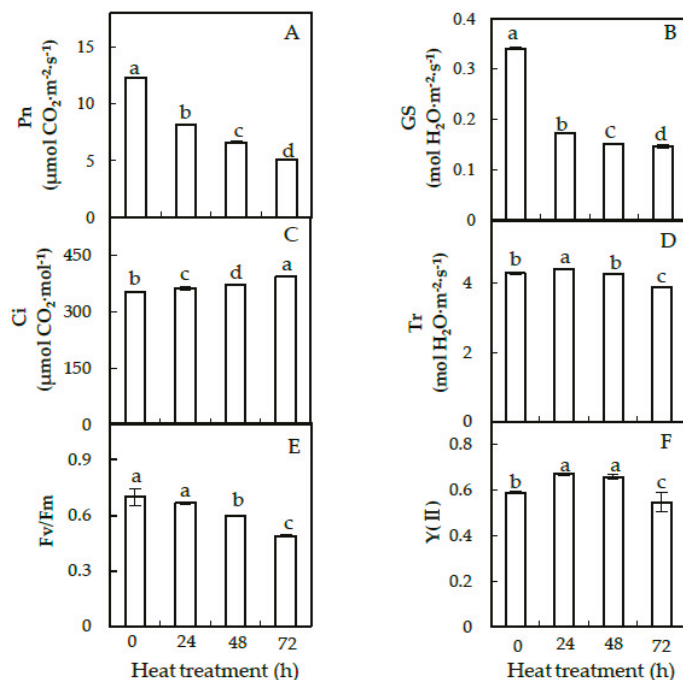 A
Pn
(μmol CO₂·m⁻²·s⁻¹)
15
10
5
0
a
b
c
d
B
GS
(mol H₂O·m⁻²·s⁻¹)
0.4
0.3
0.2
0.1
0
a
b
c
d
C
Ci
(μmol CO₂·mol⁻¹)
450
300
150
0
b
c
d
a
D
Tr
(mol H₂O·m⁻²·s⁻¹)
4
2
0
b
a
b
c
E
Fv/Fm
0.9
0.6
0.3
0
a
a
b
c
0 24 48 72
Heat treatment (h)
F
Y(Ⅱ)
0.8
0.6
0.4
0.2
0
b
a
a
c
0 24 48 72
Heat treatment (h)